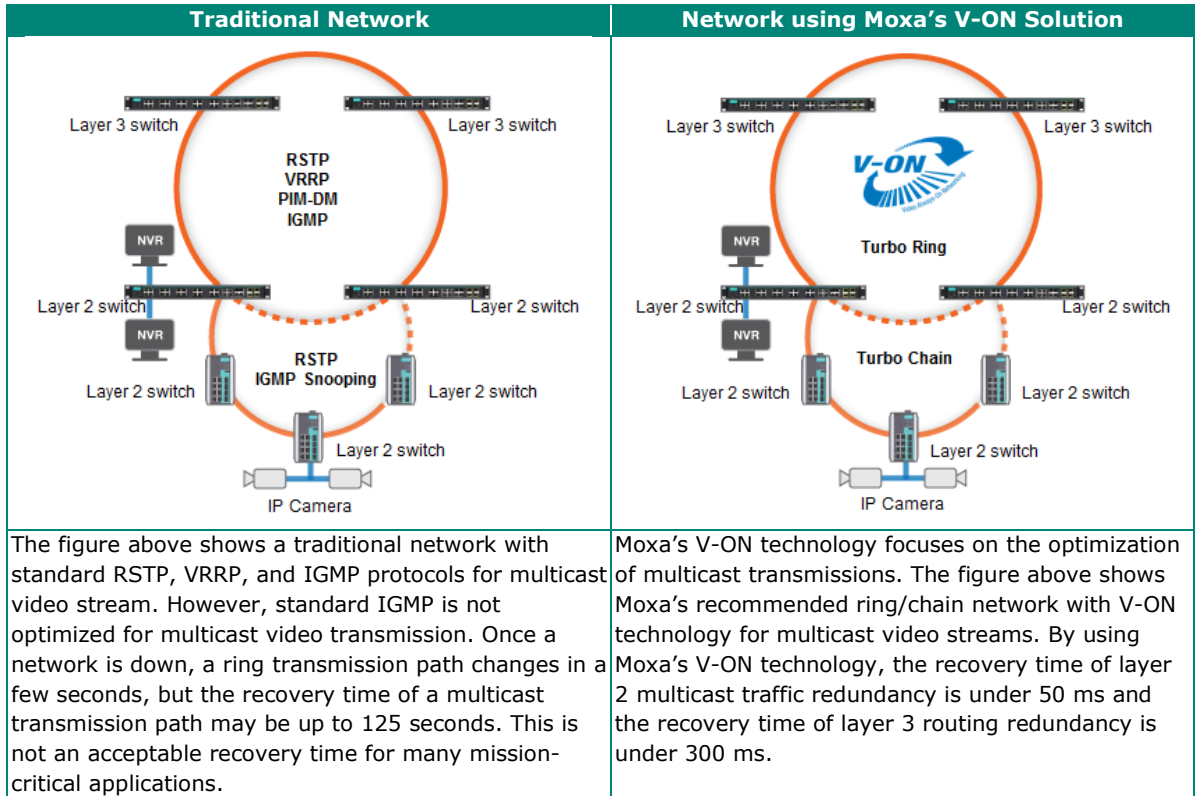 Traditional Network
Network using Moxa’s V-ON Solution
Layer 3 switch
Layer 3 switch
RSTP
VRRP
PIM-DM
IGMP
NVR
Layer 2 switch
Layer 2 switch
NVR
RSTP
IGMP Snooping
Layer 2 switch
Layer 2 switch
Layer 2 switch
IP Camera
Layer 3 switch
Layer 3 switch
V-ON
Video Always-On Networking
Turbo Ring
NVR
Layer 2 switch
Layer 2 switch
NVR
Turbo Chain
Layer 2 switch
Layer 2 switch
Layer 2 switch
IP Camera
The figure above shows a traditional network with
standard RSTP, VRRP, and IGMP protocols for multicast
video stream. However, standard IGMP is not
optimized for multicast video transmission. Once a
network is down, a ring transmission path changes in a
few seconds, but the recovery time of a multicast
transmission path may be up to 125 seconds. This is
not an acceptable recovery time for many mission-
critical applications.
Moxa’s V-ON technology focuses on the optimization
of multicast transmissions. The figure above shows
Moxa’s recommended ring/chain network with V-ON
technology for multicast video streams. By using
Moxa’s V-ON technology, the recovery time of layer
2 multicast traffic redundancy is under 50 ms and
the recovery time of layer 3 routing redundancy is
under 300 ms.